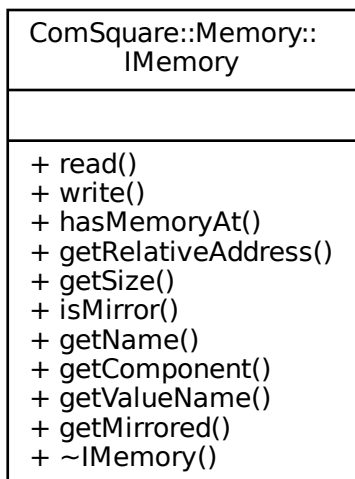 ComSquare::Memory::
IMemory
+ read()
+ write()
+ hasMemoryAt()
+ getRelativeAddress()
+ getSize()
+ isMirror()
+ getName()
+ getComponent()
+ getValueName()
+ getMirrored()
+ ~IMemory()